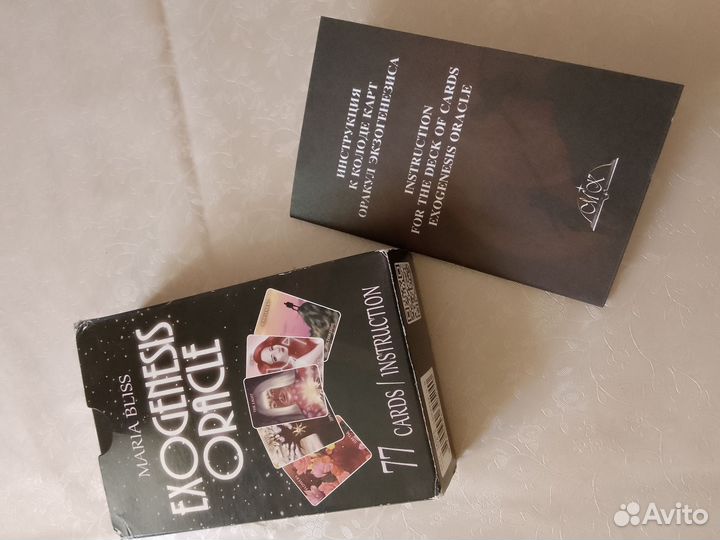 MARIA BLISS
EXOGENESIS
ORACLE
77 CARDS / INSTRUCTION
ИНСТРУКЦИЯ
К КОЛОДЕ КАРТ
ОРАКУЛ ЭКЗОГЕНЕЗИСА
INSTRUCTION
FOR THE DECK OF CARDS
EXOGENESIS ORACLE
Avito